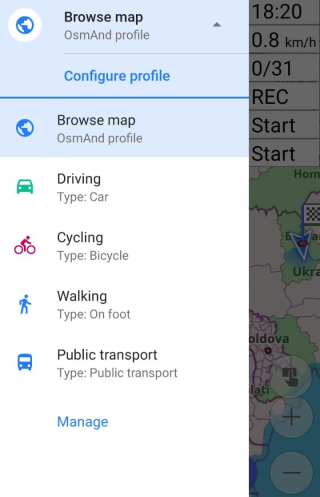 Browse map
OsmAnd profile
Configure profile
Browse map
OsmAnd profile
Driving
Type: Car
Cycling
Type: Bicycle
Walking
Type: On foot
Public transport
Type: Public transport
Manage
18:20
0.8 km/h
0/31
REC
Start
Start
Hom
Ukra
oldova
lati